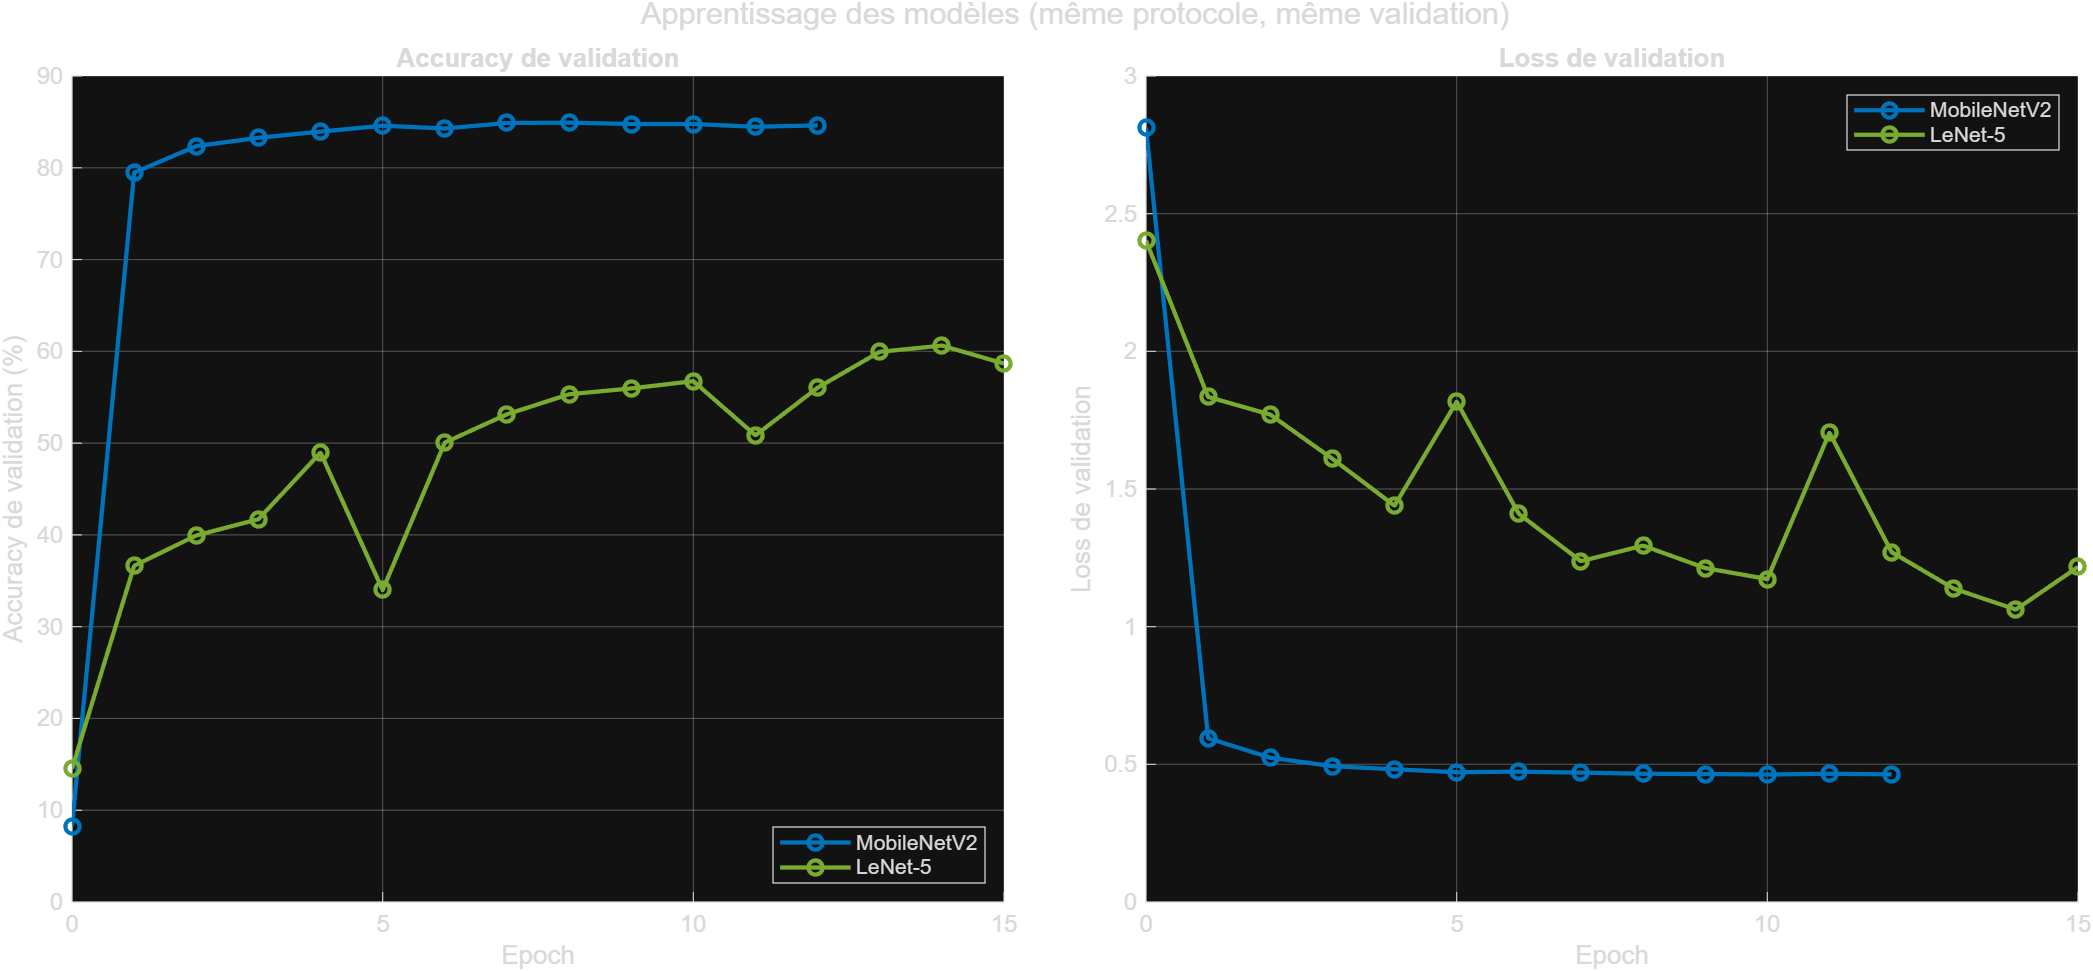 Apprentissage des modèles (même protocole, même validation)
Accuracy de validation
90
80
70
60
50
40
30
20
10
0
Accuracy de validation (%)
0 5 10 15
Epoch
MobileNetV2
LeNet-5
Loss de validation
3
2.5
2
1.5
1
0.5
0
Loss de validation
0 5 10 15
Epoch
MobileNetV2
LeNet-5